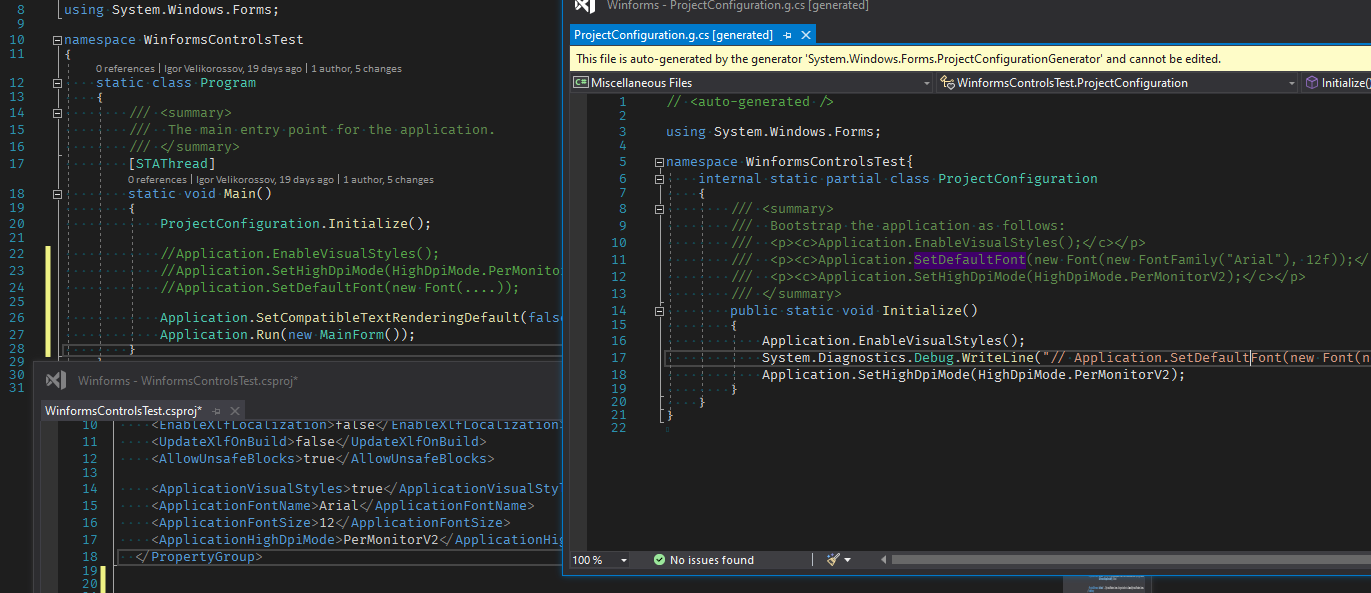 using System.Windows.Forms;
namespace WinformsControlsTest
{
0 references | Igor Velikorossov, 19 days ago | 1 author, 5 changes
static class Program
{
/// <summary>
///  The main entry point for the application.
/// </summary>
[STAThread]
0 references | Igor Velikorossov, 19 days ago | 1 author, 5 changes
static void Main()
{
ProjectConfiguration.Initialize();
//Application.EnableVisualStyles();
//Application.SetHighDpiMode(HighDpiMode.PerMonito
//Application.SetDefaultFont(new Font(....));
Application.SetCompatibleTextRenderingDefault(fals
Application.Run(new MainForm());
}
8
9
10
11
12
13
14
15
16
17
18
19
20
21
22
23
24
25
26
27
28
29
30
31
Winforms - WinformsControlsTest.csproj*
WinformsControlsTest.csproj*
10 <EnableXlfLocalization>false</EnableXlfLocalization>
11 <UpdateXlfOnBuild>false</UpdateXlfOnBuild>
12 <AllowUnsafeBlocks>true</AllowUnsafeBlocks>
13
14 <ApplicationVisualStyles>true</ApplicationVisualSty
15 <ApplicationFontName>Arial</ApplicationFontName>
16 <ApplicationFontSize>12</ApplicationFontSize>
17 <ApplicationHighDpiMode>PerMonitorV2</ApplicationHig
18 </PropertyGroup>
19
20
Winforms - ProjectConfiguration.g.cs [generated]
ProjectConfiguration.g.cs [generated]
This file is auto-generated by the generator 'System.Windows.Forms.ProjectConfigurationGenerator' and cannot be edited.
C# Miscellaneous Files
WinformsControlsTest.ProjectConfiguration
Initialize()
1 // <auto-generated />
2
3 using System.Windows.Forms;
4
5 namespace WinformsControlsTest{
6 internal static partial class ProjectConfiguration
7 {
8 /// <summary>
9 ///  Bootstrap the application as follows:
10 ///  <p><c>Application.EnableVisualStyles();</c></p>
11 ///  <p><c>Application.SetDefaultFont(new Font(new FontFamily("Arial"), 12f));</
12 ///  <p><c>Application.SetHighDpiMode(HighDpiMode.PerMonitorV2);</c></p>
13 /// </summary>
14 public static void Initialize()
15 {
16 Application.EnableVisualStyles();
17 System.Diagnostics.Debug.WriteLine("// Application.SetDefaultFont(new Font(n
18 Application.SetHighDpiMode(HighDpiMode.PerMonitorV2);
19 }
20 }
21 }
22
100 %
No issues found